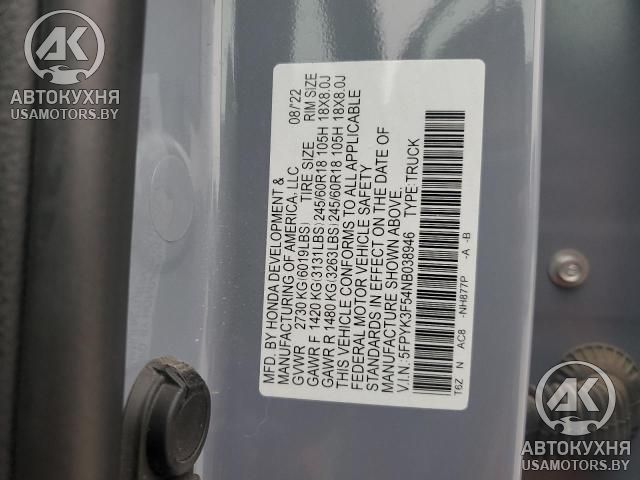 AK
АВТОКУХНЯ
USAMOTORS.BY
MFD. BY HONDA DEVELOPMENT &
MANUFACTURING OF AMERICA, LLC 08/22
GVWR 2730 KG(6019LBS) TIRE SIZE RIM SIZE
GAWR F 1420 KG(3131LBS) 245/60R18 105H 18X8.0J
GAWR R 1480 KG(3263LBS) 245/60R18 105H 18X8.0J
THIS VEHICLE CONFORMS TO ALL APPLICABLE
FEDERAL MOTOR VEHICLE SAFETY
STANDARDS IN EFFECT ON THE DATE OF
MANUFACTURE SHOWN ABOVE.
V.I.N.:5FPYK3F54NB038946 TYPE:TRUCK
T6Z N AC8 -NH877P -A -B
AK
АВТОКУХНЯ
USAMOTORS.BY